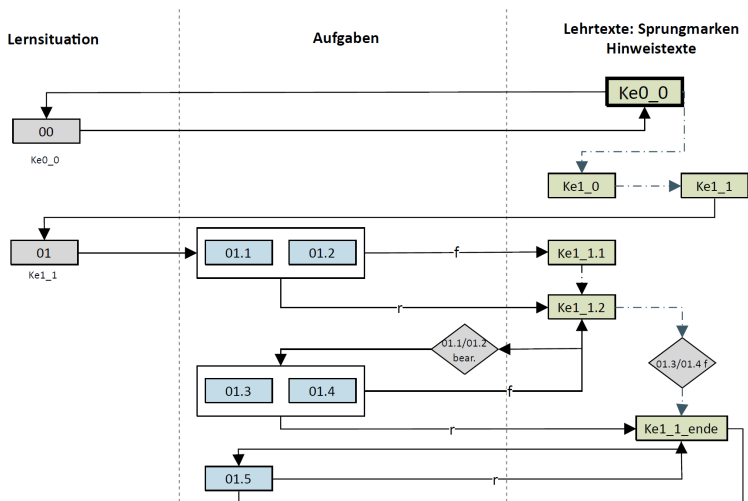 Lernsituation
Aufgaben
Lehrtexte: Sprungmarken
Hinweistexte
Ke0_0
00
Ke0_0
Ke1_0
Ke1_1
01
Ke1_1
01.1
01.2
f
Ke1_1.1
r
Ke1_1.2
01.1/01.2
bear.
01.3/01.4 f
01.3
01.4
f
r
Ke1_1_ende
01.5
r